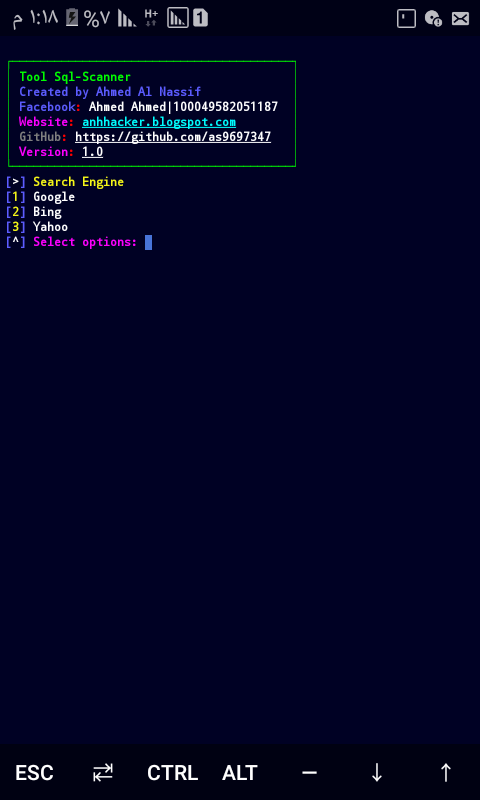 م ١:١٨ %٧ H+ 1
Tool Sql-Scanner
Created by Ahmed Al Nassif
Facebook: Ahmed Ahmed|100049582051187
Website: anhhacker.blogspot.com
GitHub: https://github.com/as9697347
Version: 1.0
[>] Search Engine
[1] Google
[2] Bing
[3] Yahoo
[^] Select options:
ESC CTRL ALT